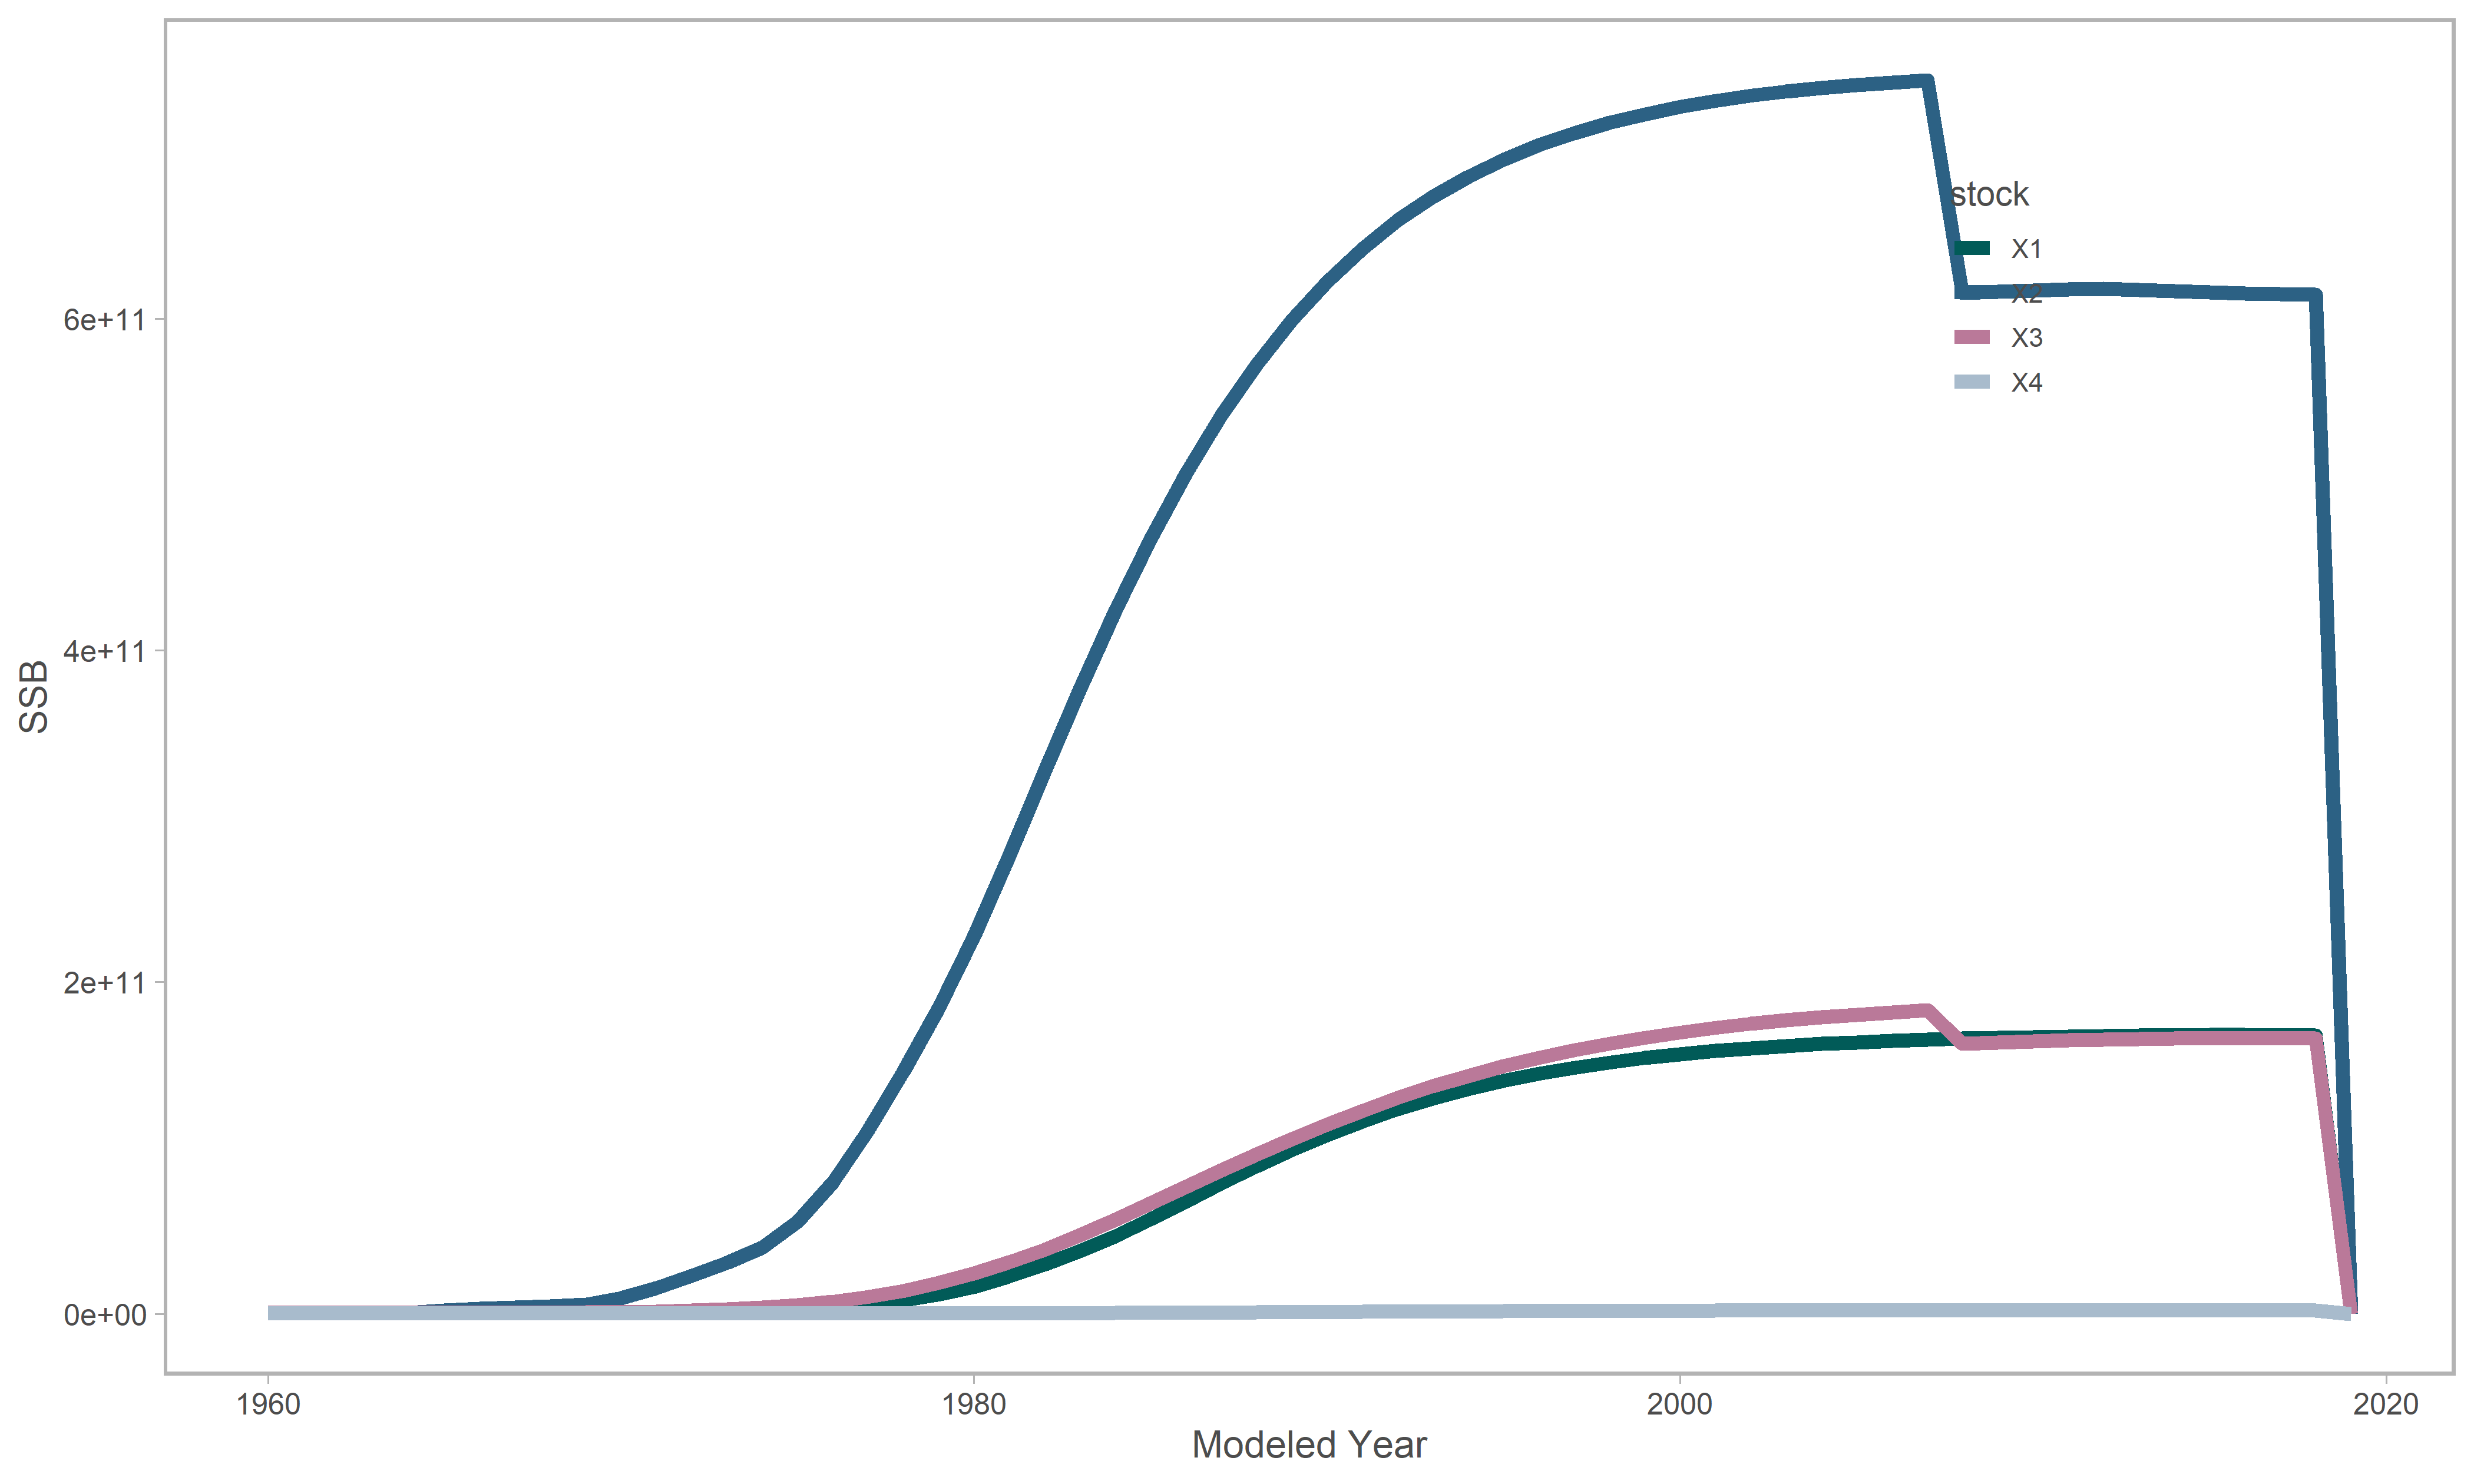 SSB
6e+11
4e+11
2e+11
0e+00
1960
1980
2000
2020
Modeled Year
stock
X1
X2
X3
X4